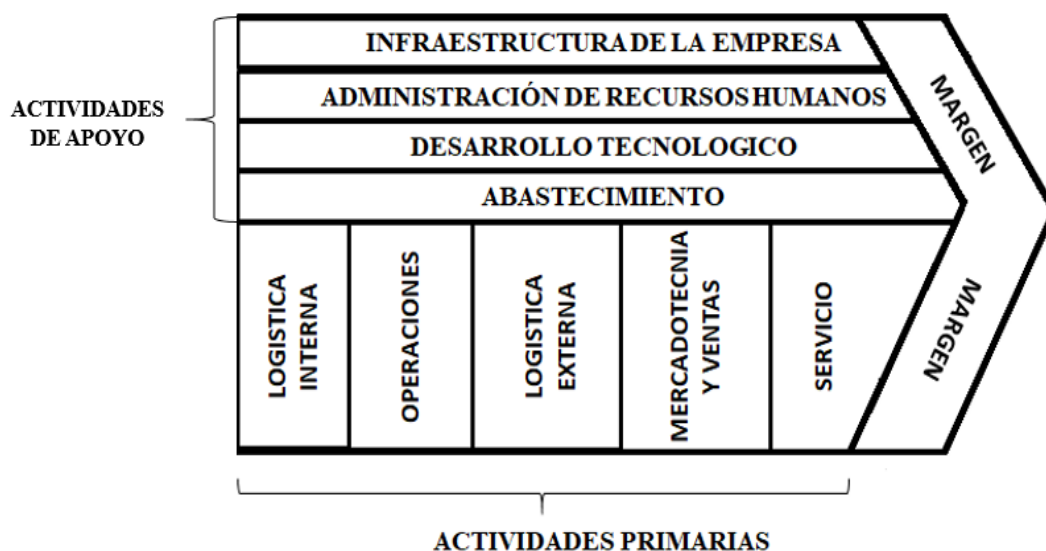 INFRAESTRUCTURA DE LA EMPRESA
ADMINISTRACIÓN DE RECURSOS HUMANOS
DESARROLLO TECNOLOGICO
ABASTECIMIENTO
ACTIVIDADES
DE APOYO
MARGEN
MARGEN
LOGISTICA
INTERNA
OPERACIONES
LOGISTICA
EXTERNA
MERCADOTECNIA
Y VENTAS
SERVICIO
ACTIVIDADES PRIMARIAS